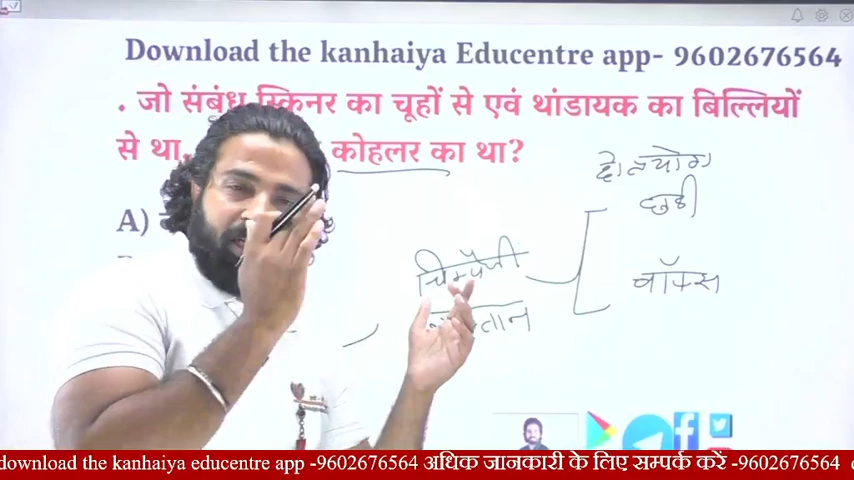 Download the kanhaiya Educentre app- 9602676564
. जो संबंध स्किनर का चूहों से एवं थांडायक का बिल्लियों
से था, कोहलर का था?
A)
चिम्पैंजी
छड़ी
बॉक्स
download the kanhaiya educentre app -9602676564 अधिक जानकारी के लिए सम्पर्क करें -9602676564